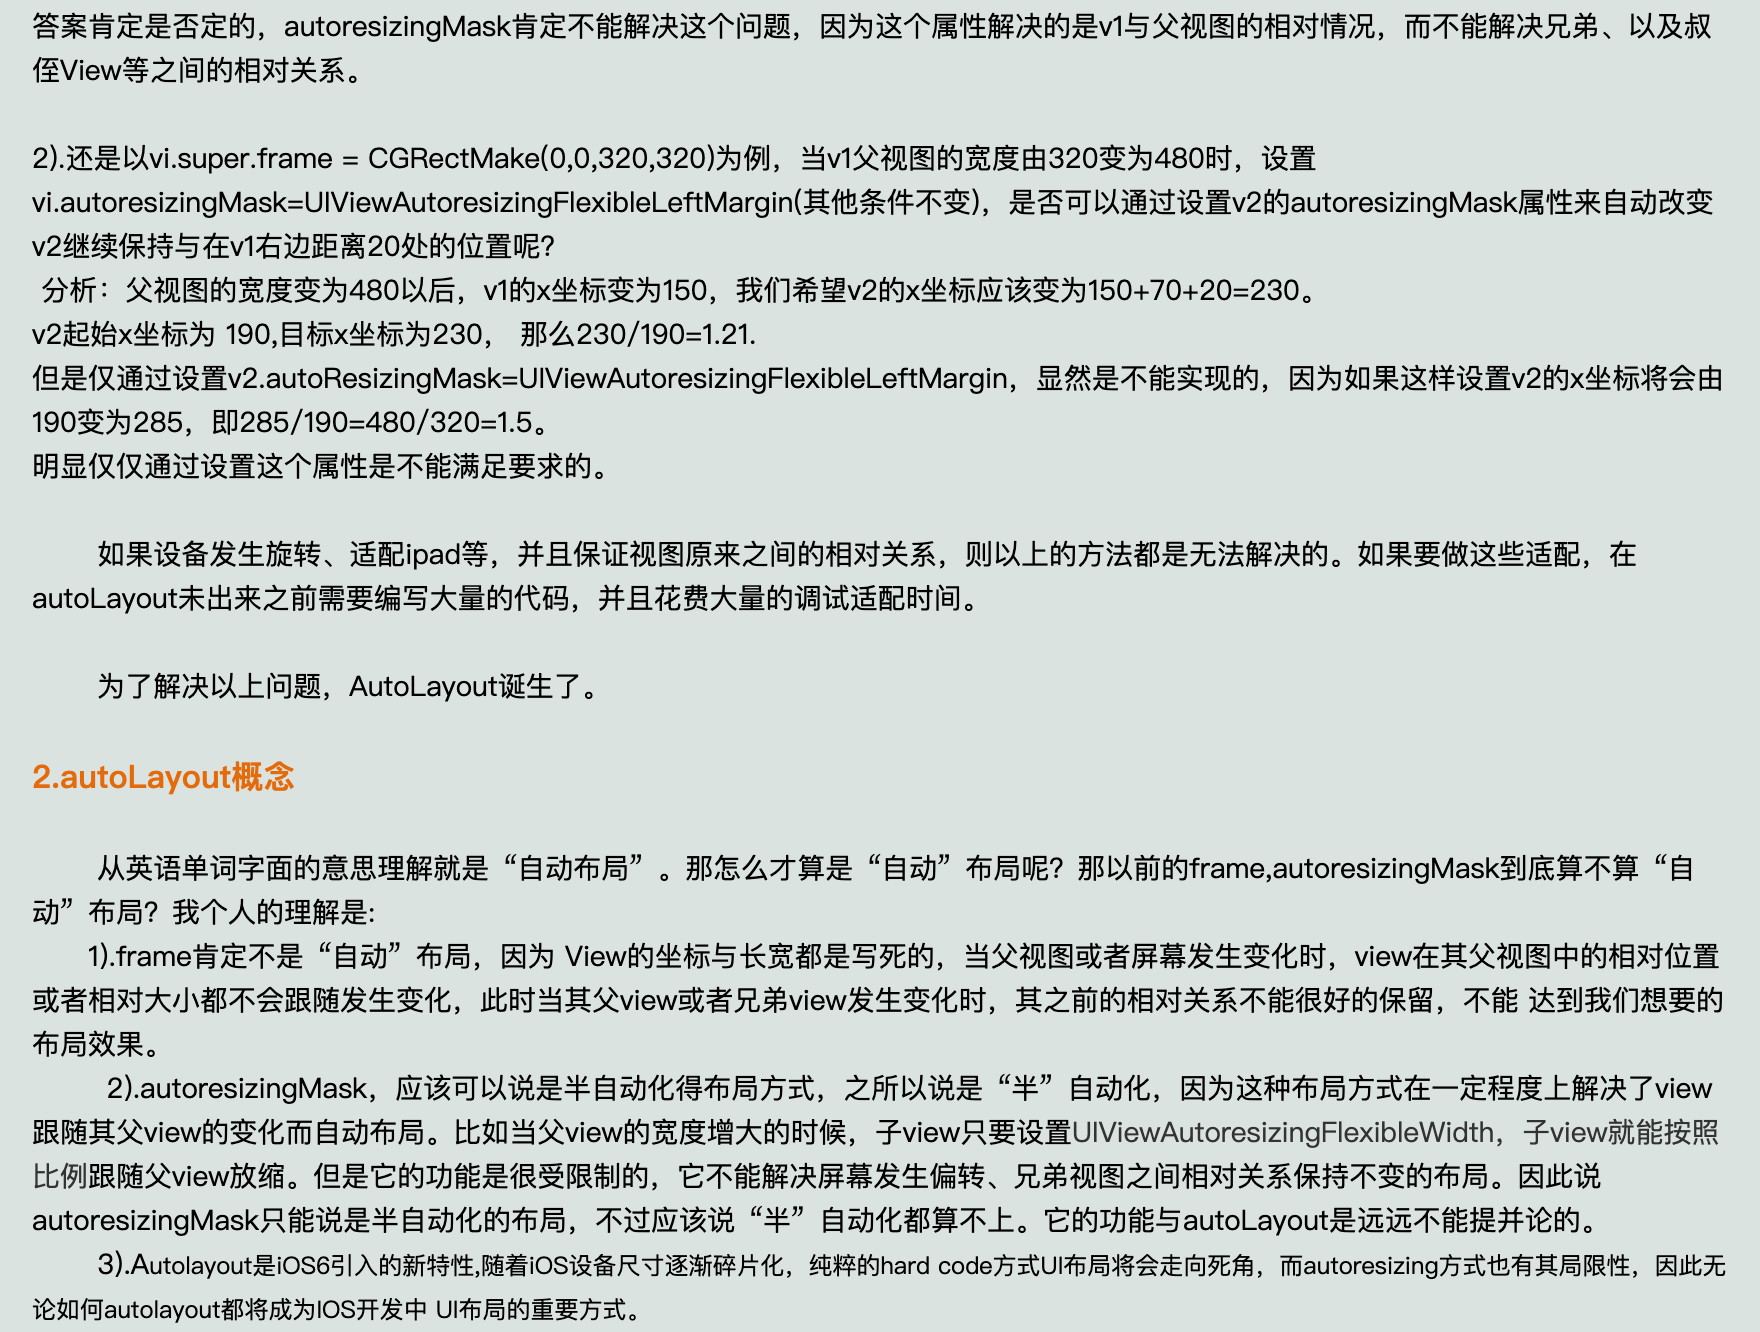 答案肯定是否定的，autoresizingMask肯定不能解决这个问题，因为这个属性解决的是v1与父视图的相对情况，而不能解决兄弟、以及叔
侄View等之间的相对关系。
2).还是以vi.super.frame = CGRectMake(0,0,320,320)为例，当v1父视图的宽度由320变为480时，设置
vi.autoresizingMask=UIViewAutoresizingFlexibleLeftMargin(其他条件不变)，是否可以通过设置v2的autoresizingMask属性来自动改变
v2继续保持与在v1右边距离20处的位置呢？
分析：父视图的宽度变为480以后，v1的x坐标变为150，我们希望v2的x坐标应该变为150+70+20=230。
v2起始x坐标为 190,目标x坐标为230， 那么230/190=1.21.
但是仅通过设置v2.autoResizingMask=UIViewAutoresizingFlexibleLeftMargin，显然是不能实现的，因为如果这样设置v2的x坐标将会由
190变为285，即285/190=480/320=1.5。
明显仅仅通过设置这个属性是不能满足要求的。
如果设备发生旋转、适配ipad等，并且保证视图原来之间的相对关系，则以上的方法都是无法解决的。如果要做这些适配，在
autoLayout未出来之前需要编写大量的代码，并且花费大量的调试适配时间。
为了解决以上问题，AutoLayout诞生了。
2.autoLayout概念
从英语单词字面的意思理解就是“自动布局”。那怎么才算是“自动”布局呢？那以前的frame,autoresizingMask到底算不算“自
动”布局？我个人的理解是:
1).frame肯定不是“自动”布局，因为 View的坐标与长宽都是写死的，当父视图或者屏幕发生变化时，view在其父视图中的相对位置
或者相对大小都不会跟随发生变化，此时当其父view或者兄弟view发生变化时，其之前的相对关系不能很好的保留，不能 达到我们想要的
布局效果。
2).autoresizingMask，应该可以说是半自动化得布局方式，之所以说是“半”自动化，因为这种布局方式在一定程度上解决了view
跟随其父view的变化而自动布局。比如当父view的宽度增大的时候，子view只要设置UIViewAutoresizingFlexibleWidth，子view就能按照
比例跟随父view放缩。但是它的功能是很受限制的，它不能解决屏幕发生偏转、兄弟视图之间相对关系保持不变的布局。因此说
autoresizingMask只能说是半自动化的布局，不过应该说“半”自动化都算不上。它的功能与autoLayout是远远不能提并论的。
3).Autolayout是iOS6引入的新特性,随着iOS设备尺寸逐渐碎片化，纯粹的hard code方式UI布局将会走向死角，而autoresizing方式也有其局限性，因此无
论如何autolayout都将成为IOS开发中 UI布局的重要方式。